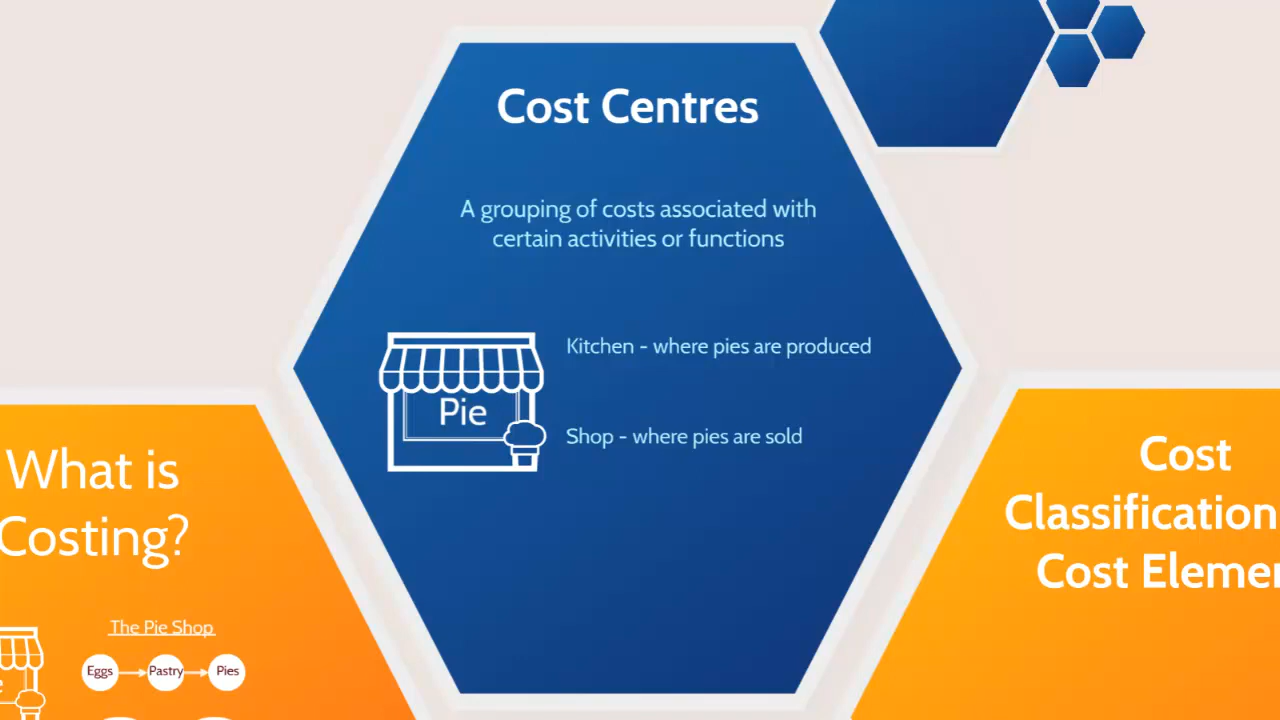 Cost Centres
A grouping of costs associated with
certain activities or functions
Kitchen - where pies are produced
Pie
Shop - where pies are sold
What is
Costing?
The Pie Shop
Eggs
Pastry
Pies
Cost
Classification
Cost